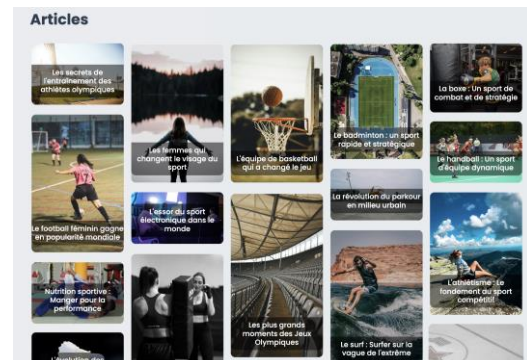 Articles
Les secrets de
l'entraînement des
athlètes olympiques
Le football féminin gagne
en popularité mondiale
Nutrition sportive :
Manger pour la
performance
L'évolution des
Les femmes qui
changent le visage du
sport
L'essor du sport
électronique dans le
monde
L'équipe de basketball
qui a changé le jeu
Les plus grands
moments des Jeux
Olympiques
Le badminton : un sport
rapide et stratégique
La révolution du parkour
en milieu urbain
Le surf : Surfer sur la
vague de l'extrême
La boxe : Un sport de
combat et de stratégie
Le handball : Un sport
d'équipe dynamique
L'athlétisme : Le
fondement du sport
compétitif